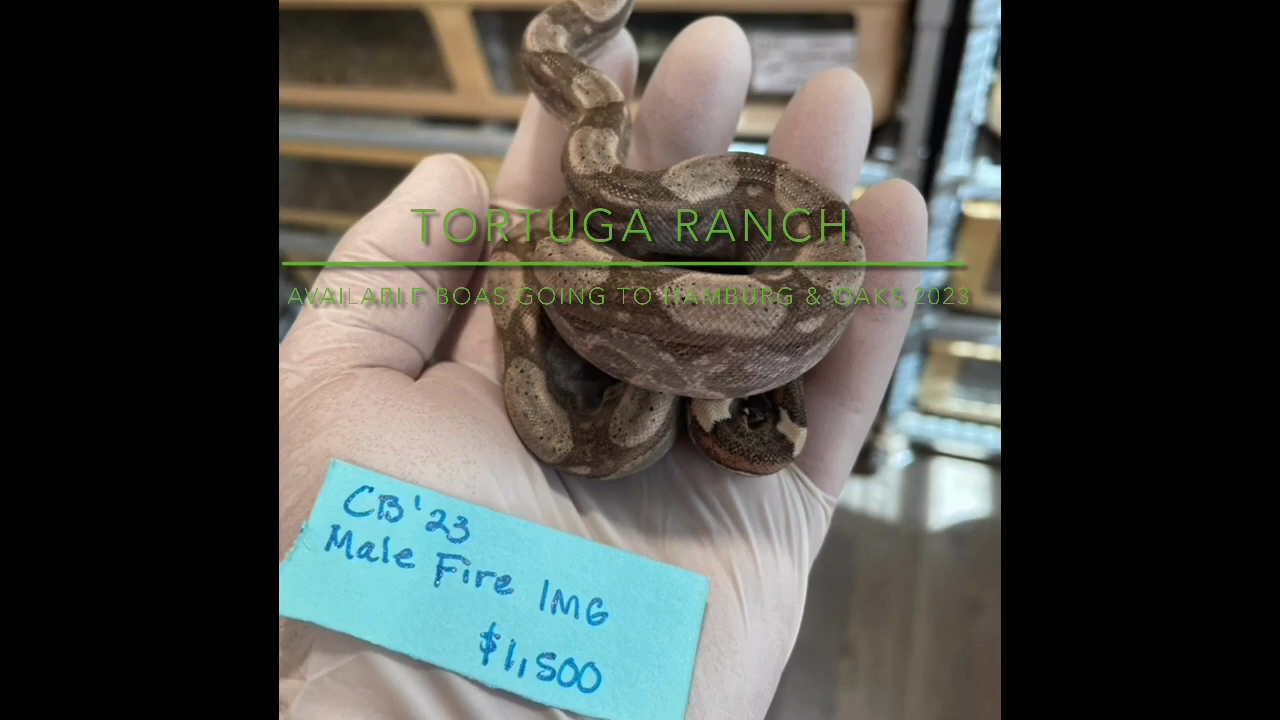 TORTUGA RANCH
AVAILABLE BOAS GOING TO HAMBURG & OAKS 2023
CB'23
Male Fire IMG
$1,500